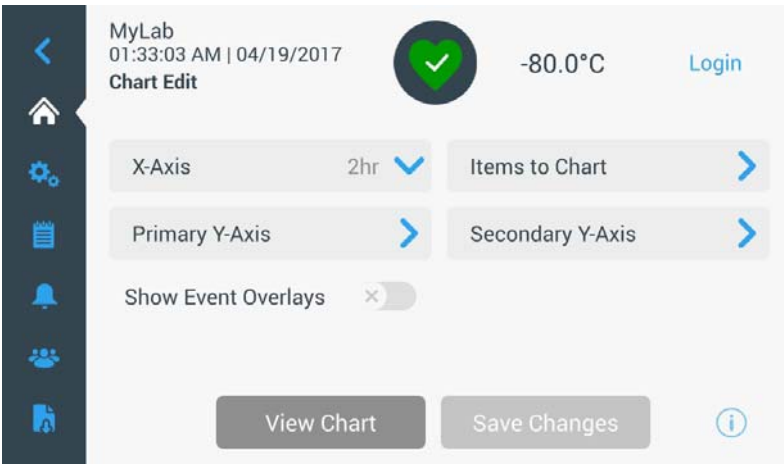 MyLab
01:33:03 AM | 04/19/2017
Chart Edit
-80.0°C
Login
X-Axis 2hr
Items to Chart
Primary Y-Axis
Secondary Y-Axis
Show Event Overlays
View Chart
Save Changes